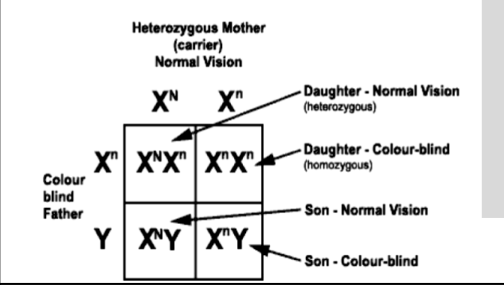 Heterozygous Mother
(carrier)
Normal Vision
Xᴺ Xⁿ
Daughter - Normal Vision
(heterozygous)
Xⁿ XᴺXⁿ XⁿXⁿ
Daughter - Colour-blind
(homozygous)
Colour
blind
Father
Son - Normal Vision
Y XᴺY XⁿY
Son - Colour-blind